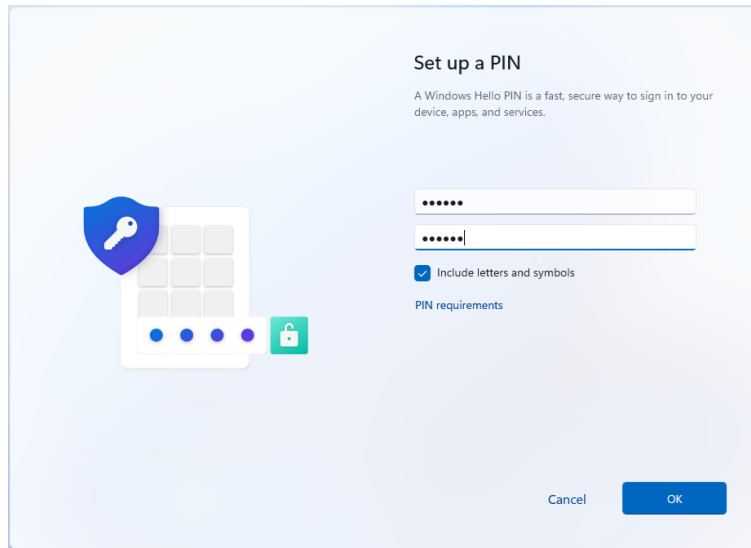 Set up a PIN
A Windows Hello PIN is a fast, secure way to sign in to your
device, apps, and services.
●●●●●●
●●●●●●
Include letters and symbols
PIN requirements
Cancel
OK